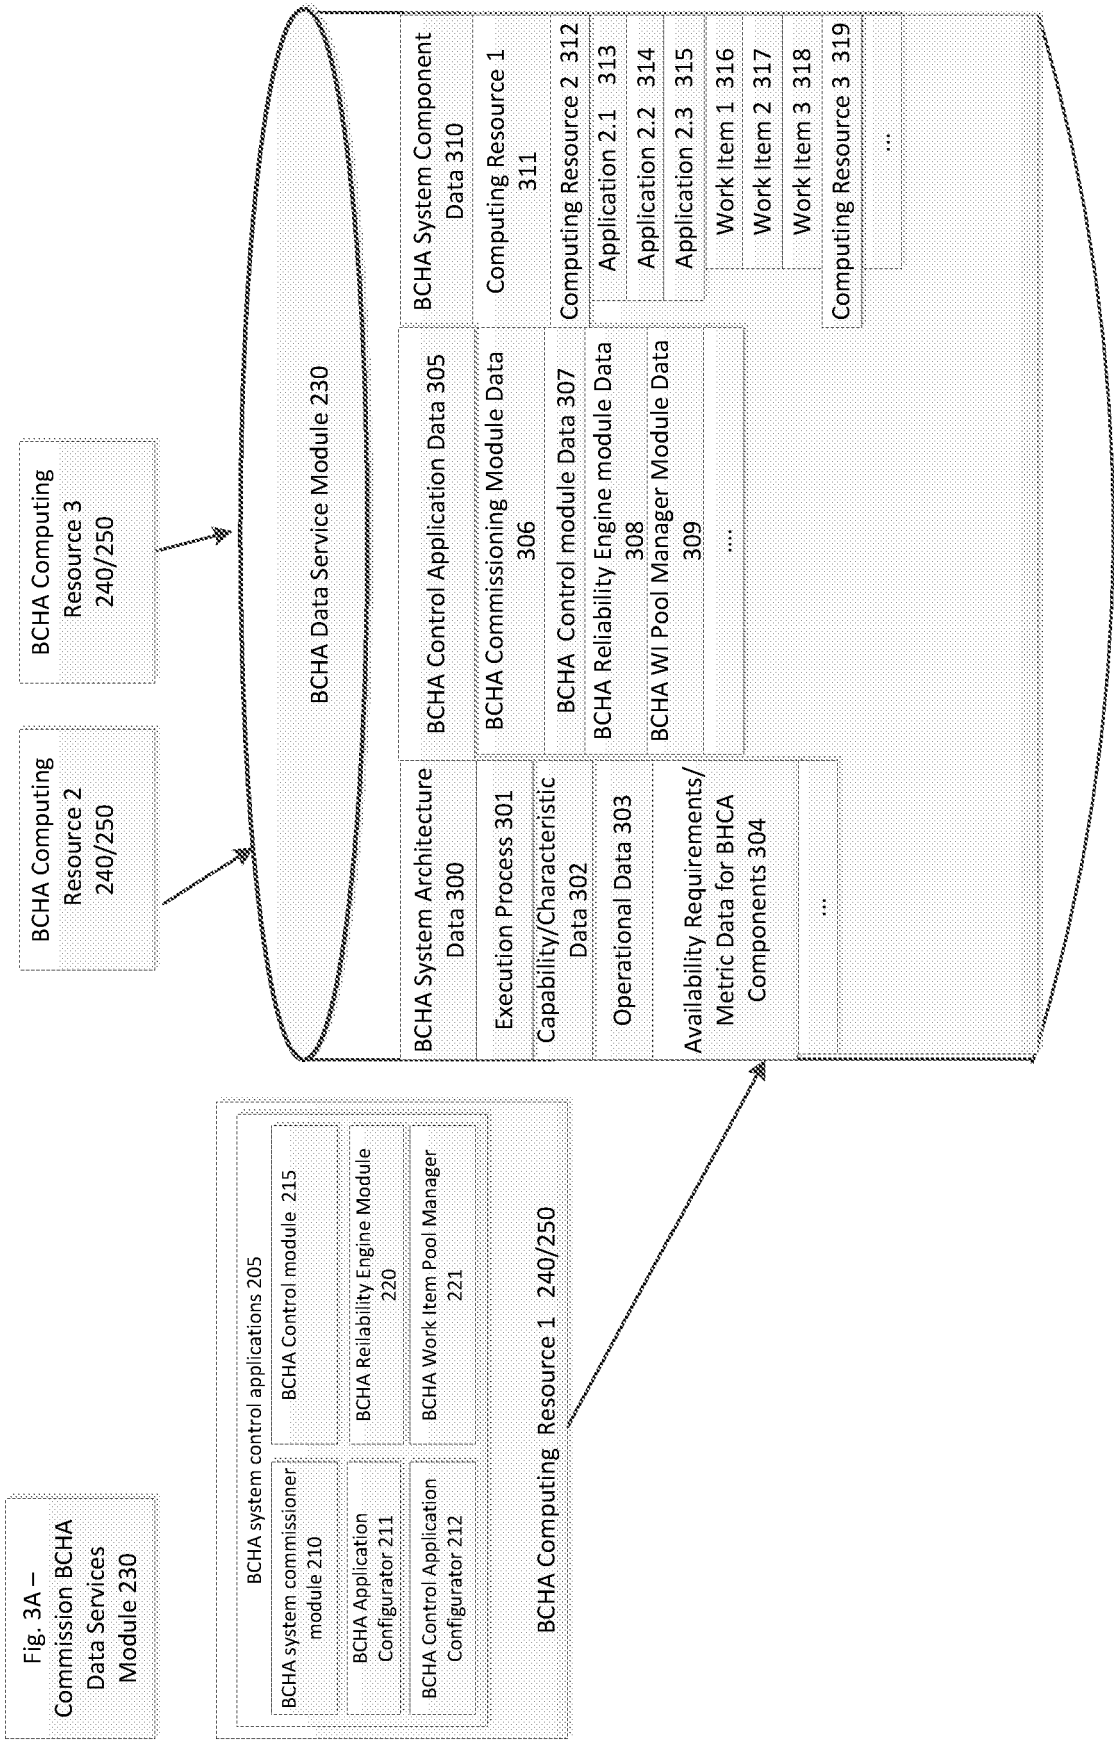 Fig. 3A –
Commission BCHA
Data Services
Module 230
BCHA Computing
Resource 2
240/250
BCHA Computing
Resource 3
240/250
BCHA system control applications 205
BCHA system commissioner
module 210
BCHA Control module 215
BCHA Application
Configurator 211
BCHA Reliability Engine Module
220
BCHA Control Application
Configurator 212
BCHA Work Item Pool Manager
221
BCHA Computing Resource 1 240/250
BCHA Data Service Module 230
BCHA System Architecture
Data 300
Execution Process 301
Capability/Characteristic
Data 302
Operational Data 303
Availability Requirements/
Metric Data for BHCA
Components 304
...
BCHA Control Application Data 305
BCHA Commissioning Module Data
306
BCHA Control module Data 307
BCHA Reliability Engine module Data
308
BCHA WI Pool Manager Module Data
309
....
BCHA System Component
Data 310
Computing Resource 1
311
Computing Resource 2 312
Application 2.1 313
Application 2.2 314
Application 2.3 315
Work Item 1 316
Work Item 2 317
Work Item 3 318
Computing Resource 3 319
...